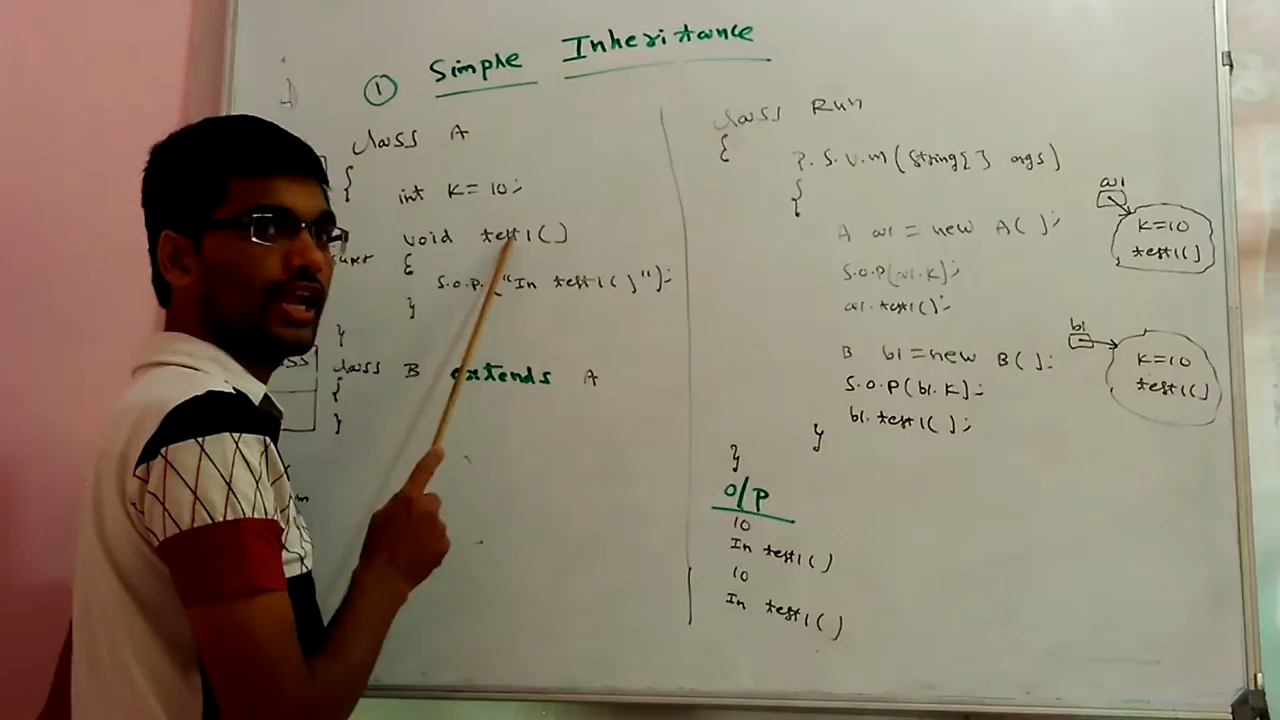 ① Simple Inheritance
class A
{
int K = 10;
void test1()
{
S.O.P.("In test1()");
}
}
class B extends A
{
}
class Run
{
P.S.V.M(String[] args)
{
A a1 = new A();
S.O.P(a1.K);
a1.test1();
B b1 = new B();
S.O.P(b1.K);
b1.test1();
}
}
O/P
10
In test1()
10
In test1()
a1
K=10
test1()
b1
K=10
test1()